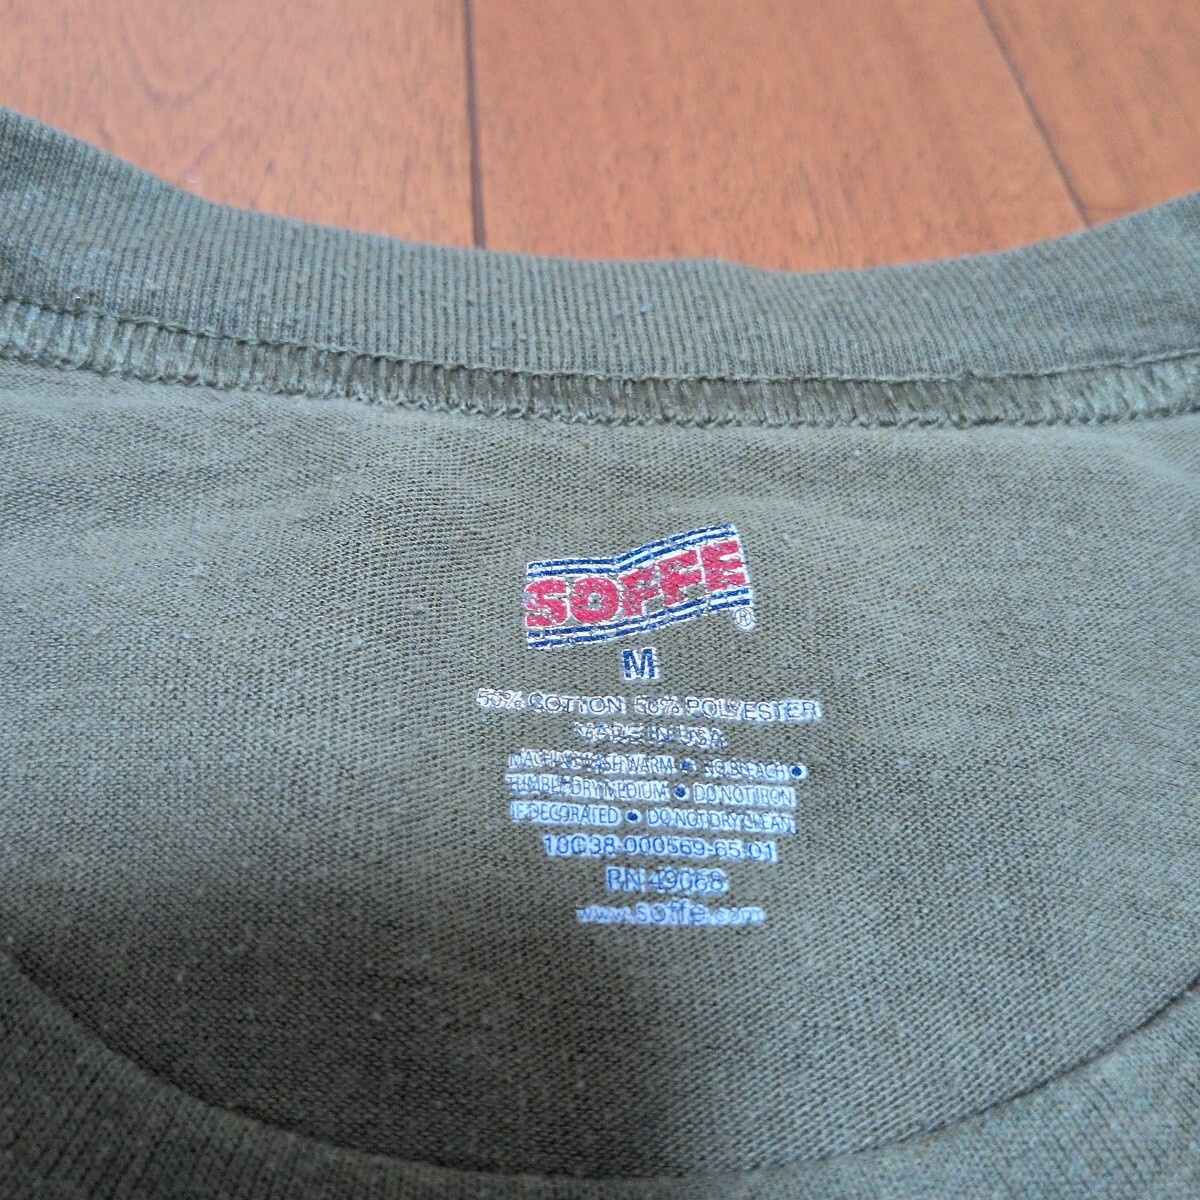 SOFFE®
M
50% COTTON 50% POLYESTER
MADE IN USA
MACHINE WASH WARM • NO BLEACH •
TUMBLE DRY MEDIUM • DO NOT IRON
IF DECORATED • DO NOT DRY CLEAN
10C38-000569-65-01
RN 49068
www.soffe.com